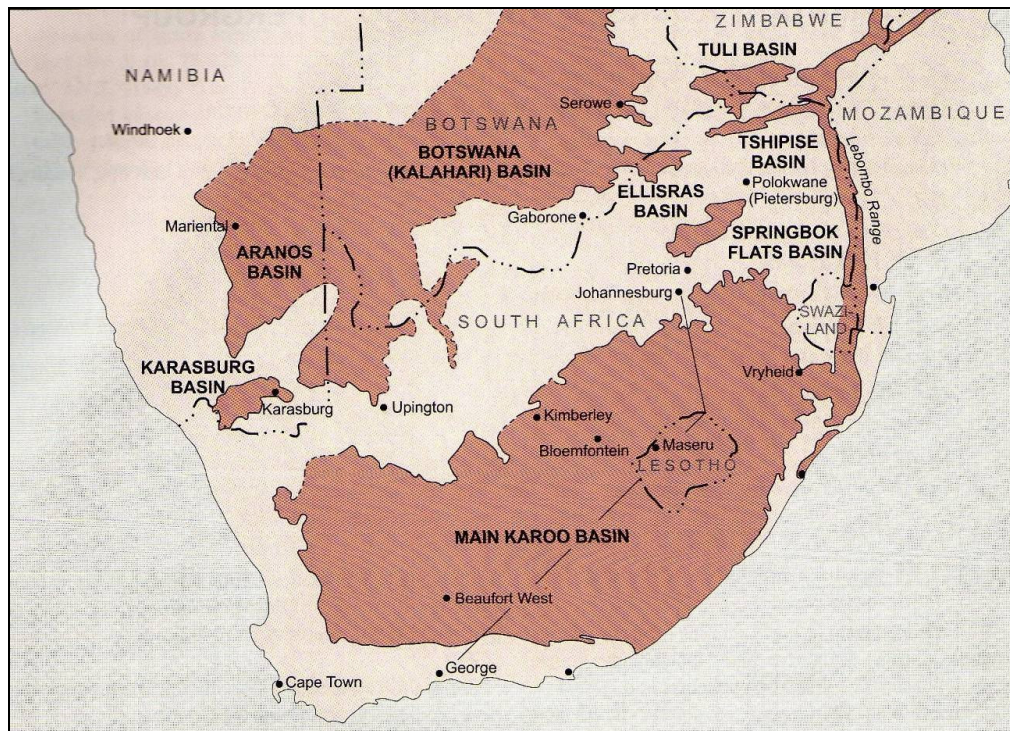 ZIMBABWE
TULI BASIN
NAMIBIA
Serowe
MOZAMBIQUE
BOTSWANA
Windhoek
BOTSWANA
(KALAHARI) BASIN
TSHIPISE
BASIN
Lebombo Range
Polokwane
(Pietersburg)
ELLISRAS
BASIN
Gaborone
Mariental
SPRINGBOK
FLATS BASIN
ARANOS
BASIN
Pretoria
Johannesburg
SOUTH AFRICA
SWAZI-
LAND
KARASBURG
BASIN
Vryheid
Karasburg
Upington
Kimberley
Bloemfontein
Maseru
LESOTHO
MAIN KAROO BASIN
Beaufort West
George
Cape Town